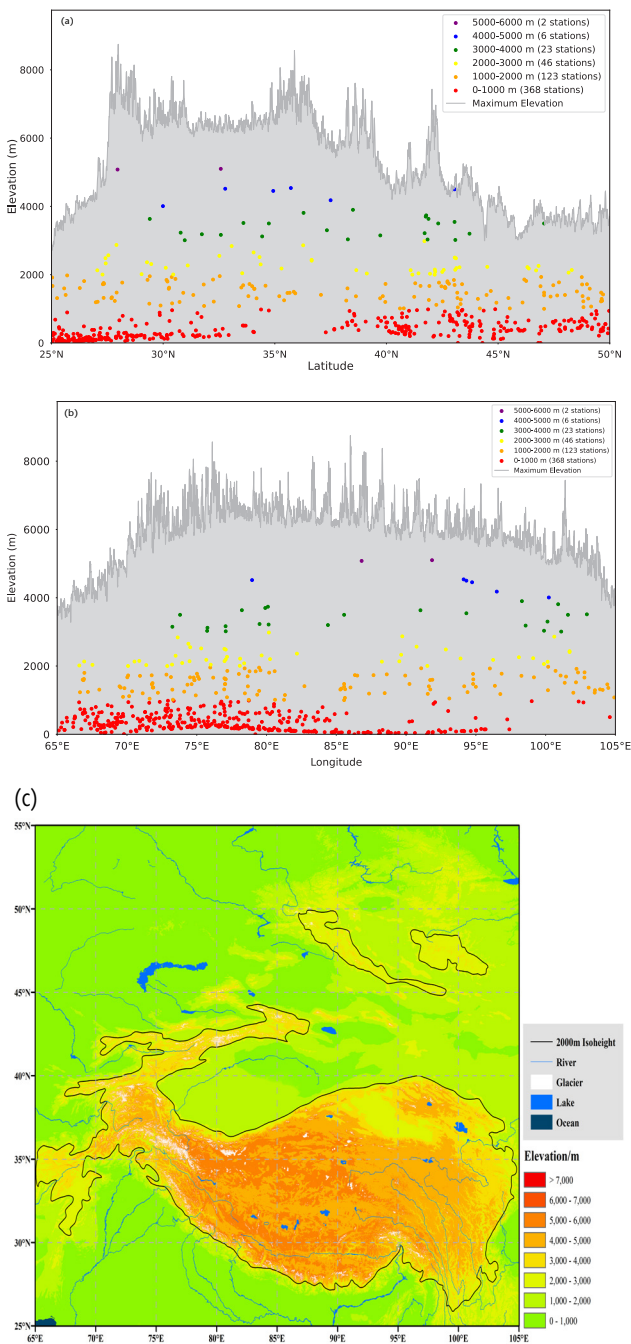 (a)
5000-6000 m (2 stations)
4000-5000 m (6 stations)
3000-4000 m (23 stations)
2000-3000 m (46 stations)
1000-2000 m (123 stations)
0-1000 m (368 stations)
Maximum Elevation
8000
6000
4000
2000
0
Elevation (m)
25°N 30°N 35°N 40°N 45°N 50°N
Latitude
(b)
5000-6000 m (2 stations)
4000-5000 m (6 stations)
3000-4000 m (23 stations)
2000-3000 m (46 stations)
1000-2000 m (123 stations)
0-1000 m (368 stations)
Maximum Elevation
8000
6000
4000
2000
0
Elevation (m)
65°E 70°E 75°E 80°E 85°E 90°E 95°E 100°E 105°E
Longitude
(c)
55°N
50°N
45°N
40°N
35°N
30°N
25°N
65°E 70°E 75°E 80°E 85°E 90°E 95°E 100°E 105°E
2000m Isoheight
River
Glacier
Lake
Ocean
Elevation/m
> 7,000
6,000 - 7,000
5,000 - 6,000
4,000 - 5,000
3,000 - 4,000
2,000 - 3,000
1,000 - 2,000
0 - 1,000